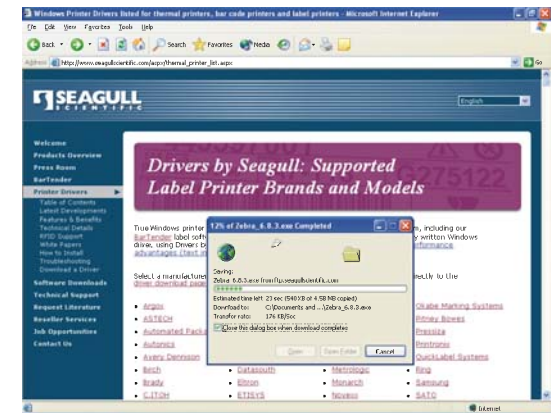 Windows Printer Drivers listed for thermal printers, bar code printers and label printers - Microsoft Internet Explorer
File Edit View Favorites Tools Help
Back Search Favorites Media
Address http://www.seagullscientific.com/aspx/thermal_printer_list.aspx Go
SEAGULL
SCIENTIFIC
English
Welcome
Products Overview
Press Room
BarTender
Printer Drivers
Table of Contents
Latest Developments
Features & Benefits
Technical Details
RFID Support
White Papers
How to Install
Troubleshooting
Download a Driver
Software Downloads
Technical Support
Request Literature
Reseller Services
Job Opportunities
Contact Us
Drivers by Seagull: Supported
Label Printer Brands and Models
True Windows printer
, including our
BarTender label soft
written Windows
driver, using Drivers by
advantages (text in
Select a manufacture
directly to the
driver download page
12% of Zebra_6.8.3.exe Completed
Saving:
Zebra_6.8.3.exe from ftp.seagullscientific.com
Estimated time left 23 sec (540 KB of 4.58 MB copied)
Download to: C:\Documents and ...\Zebra_6.8.3.exe
Transfer rate: 176 KB/Sec
Close this dialog box when download completes
Open Open Folder Cancel
Argox
ASTECH
Automated Packa
Autonics
Avery Dennison
Birch
Brady
C.ITOH
Datasouth
Eltron
ETISYS
Metrologic
Monarch
Novexx
Okabe Marking Systems
Pitney Bowes
Printronix
QuickLabel Systems
Ring
Samsung
SATO
Internet